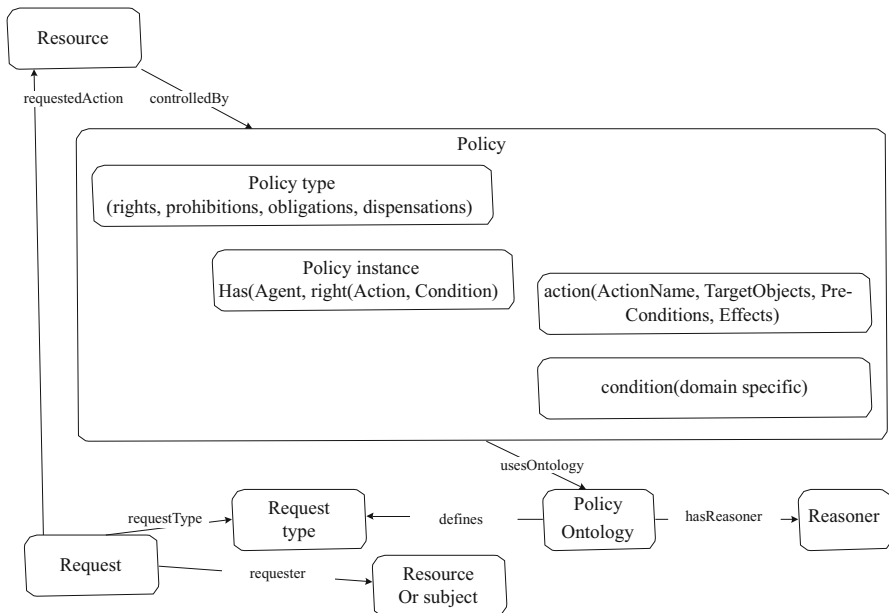 Resource
requestedAction
controlledBy
Policy
Policy type
(rights, prohibitions, obligations, dispensations)
Policy instance
Has(Agent, right(Action, Condition)
action(ActionName, TargetObjects, Pre-
Conditions, Effects)
condition(domain specific)
usesOntology
requestType
Request
type
defines
Policy
Ontology
hasReasoner
Reasoner
Request
requester
Resource
Or subject